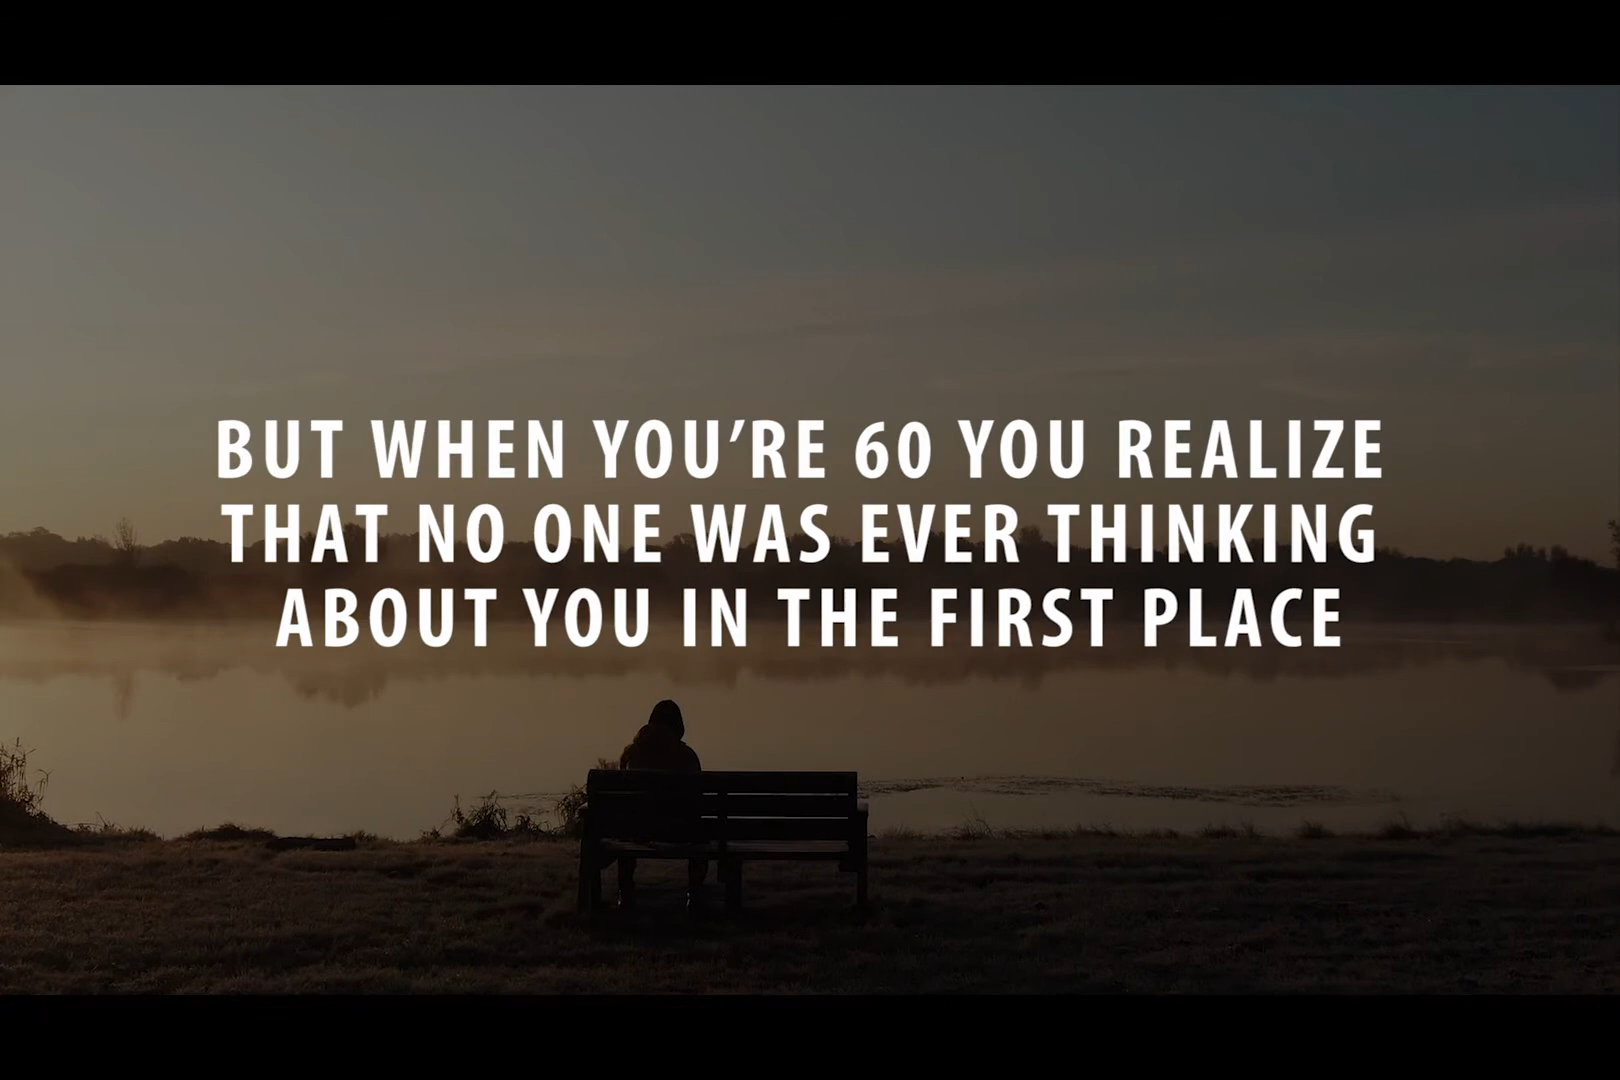 BUT WHEN YOU’RE 60 YOU REALIZE
THAT NO ONE WAS EVER THINKING
ABOUT YOU IN THE FIRST PLACE